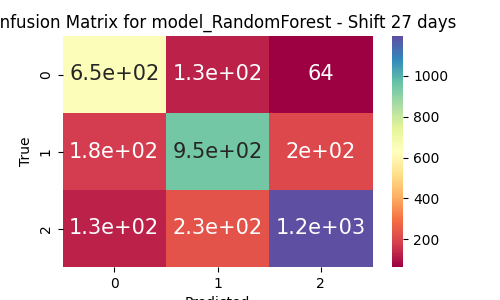 nfusion Matrix for model_RandomForest - Shift 27 days
0 6.5e+02 1.3e+02 64
1 1.8e+02 9.5e+02 2e+02
2 1.3e+02 2.3e+02 1.2e+03
True
0 1 2
Predicted
1000
800
600
400
200